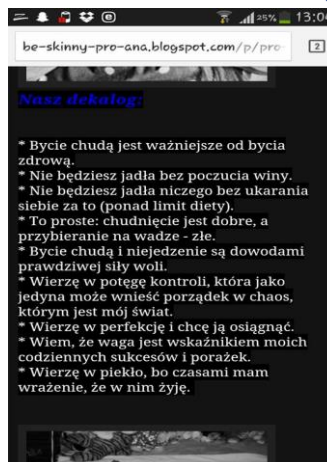 25% 13:04
be-skinny-pro-ana.blogspot.com/p/pro-
2
Nasz dekalog:
* Bycie chudą jest ważniejsze od bycia
zdrową.
* Nie będziesz jadła bez poczucia winy.
* Nie będziesz jadła niczego bez ukarania
siebie za to (ponad limit diety).
* To proste: chudnięcie jest dobre, a
przybieranie na wadze - złe.
* Bycie chudą i niejedzenie są dowodami
prawdziwej siły woli.
* Wierzę w potęgę kontroli, która jako
jedyna może wnieść porządek w chaos,
którym jest mój świat.
* Wierzę w perfekcję i chcę ją osiągnąć.
* Wiem, że waga jest wskaźnikiem moich
codziennych sukcesów i porażek.
* Wierzę w piekło, bo czasami mam
wrażenie, że w nim żyję.